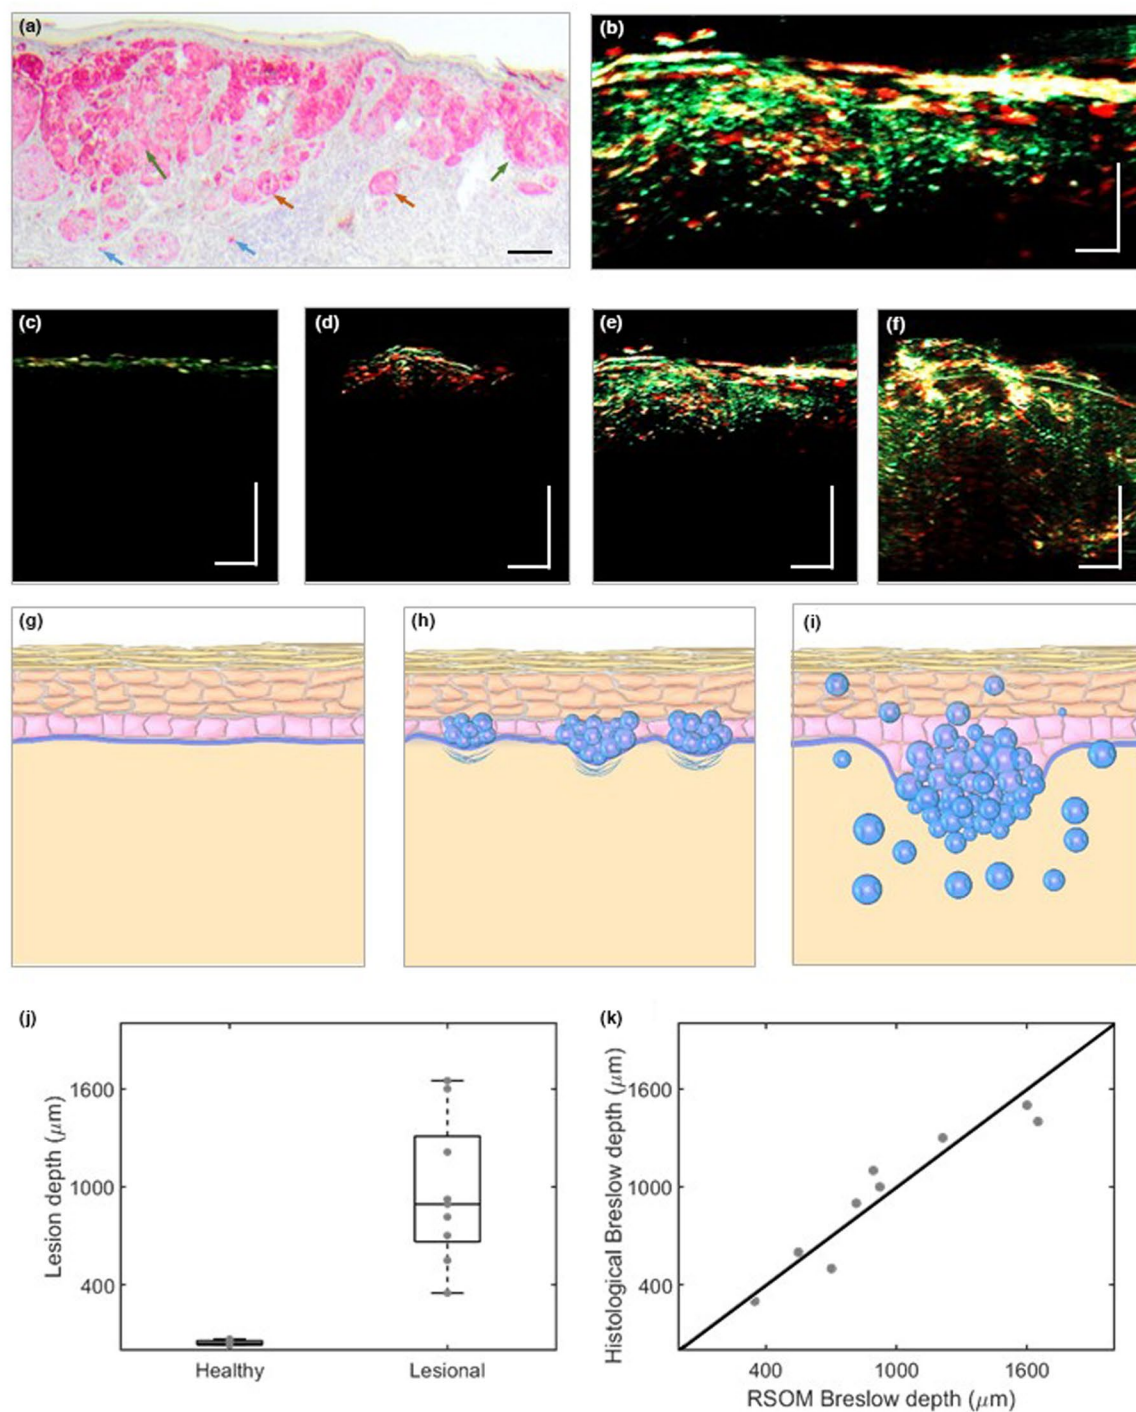 (a)
(b)
(c)
(d)
(e)
(f)
(g)
(h)
(i)
(j)
Lesion depth (μm)
1600
1000
400
Healthy
Lesional
(k)
Histological Breslow depth (μm)
1600
1000
400
400
1000
1600
RSOM Breslow depth (μm)